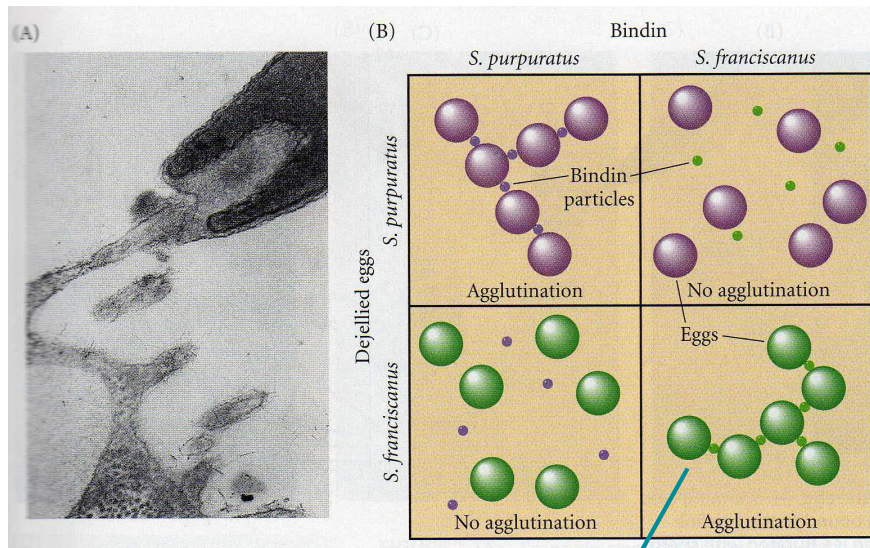 (A)
(B)
Bindin
S. purpuratus
S. franciscanus
Dejellied eggs
S. purpuratus
Bindin
particles
Agglutination
No agglutination
Eggs
S. franciscanus
No agglutination
Agglutination